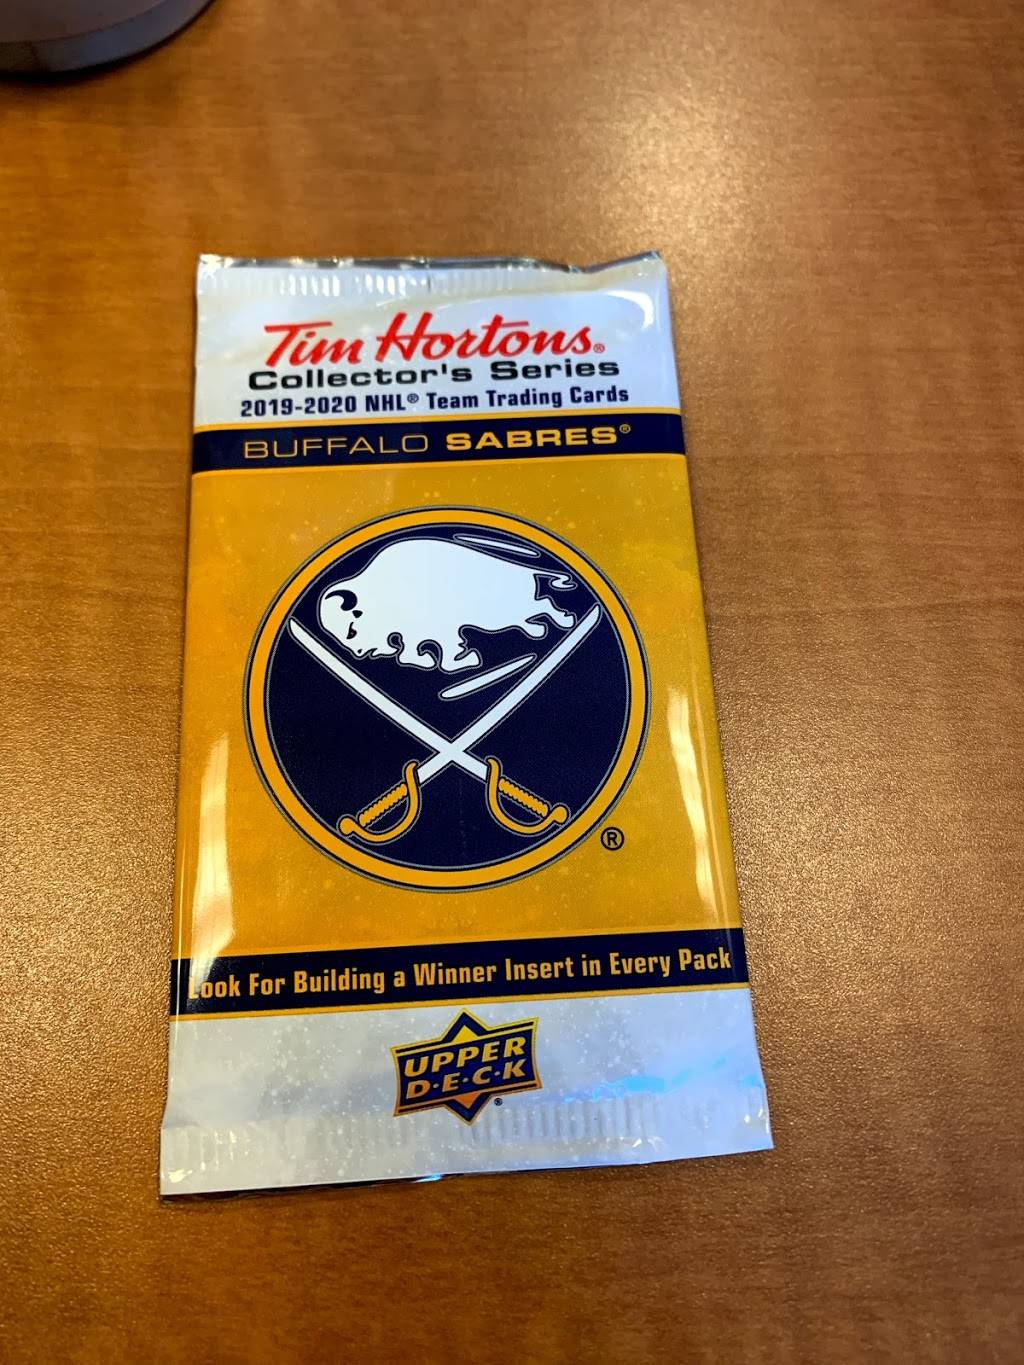 Tim Hortons®
Collector's Series
2019-2020 NHL® Team Trading Cards
BUFFALO SABRES®
®
Look For Building a Winner Insert in Every Pack
UPPER
D·E·C·K
®